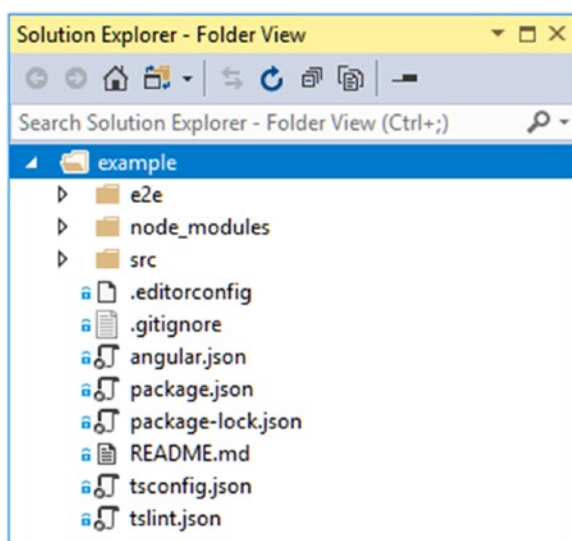 Solution Explorer - Folder View
Search Solution Explorer - Folder View (Ctrl+;)
example
e2e
node_modules
src
.editorconfig
.gitignore
angular.json
package.json
package-lock.json
README.md
tsconfig.json
tslint.json